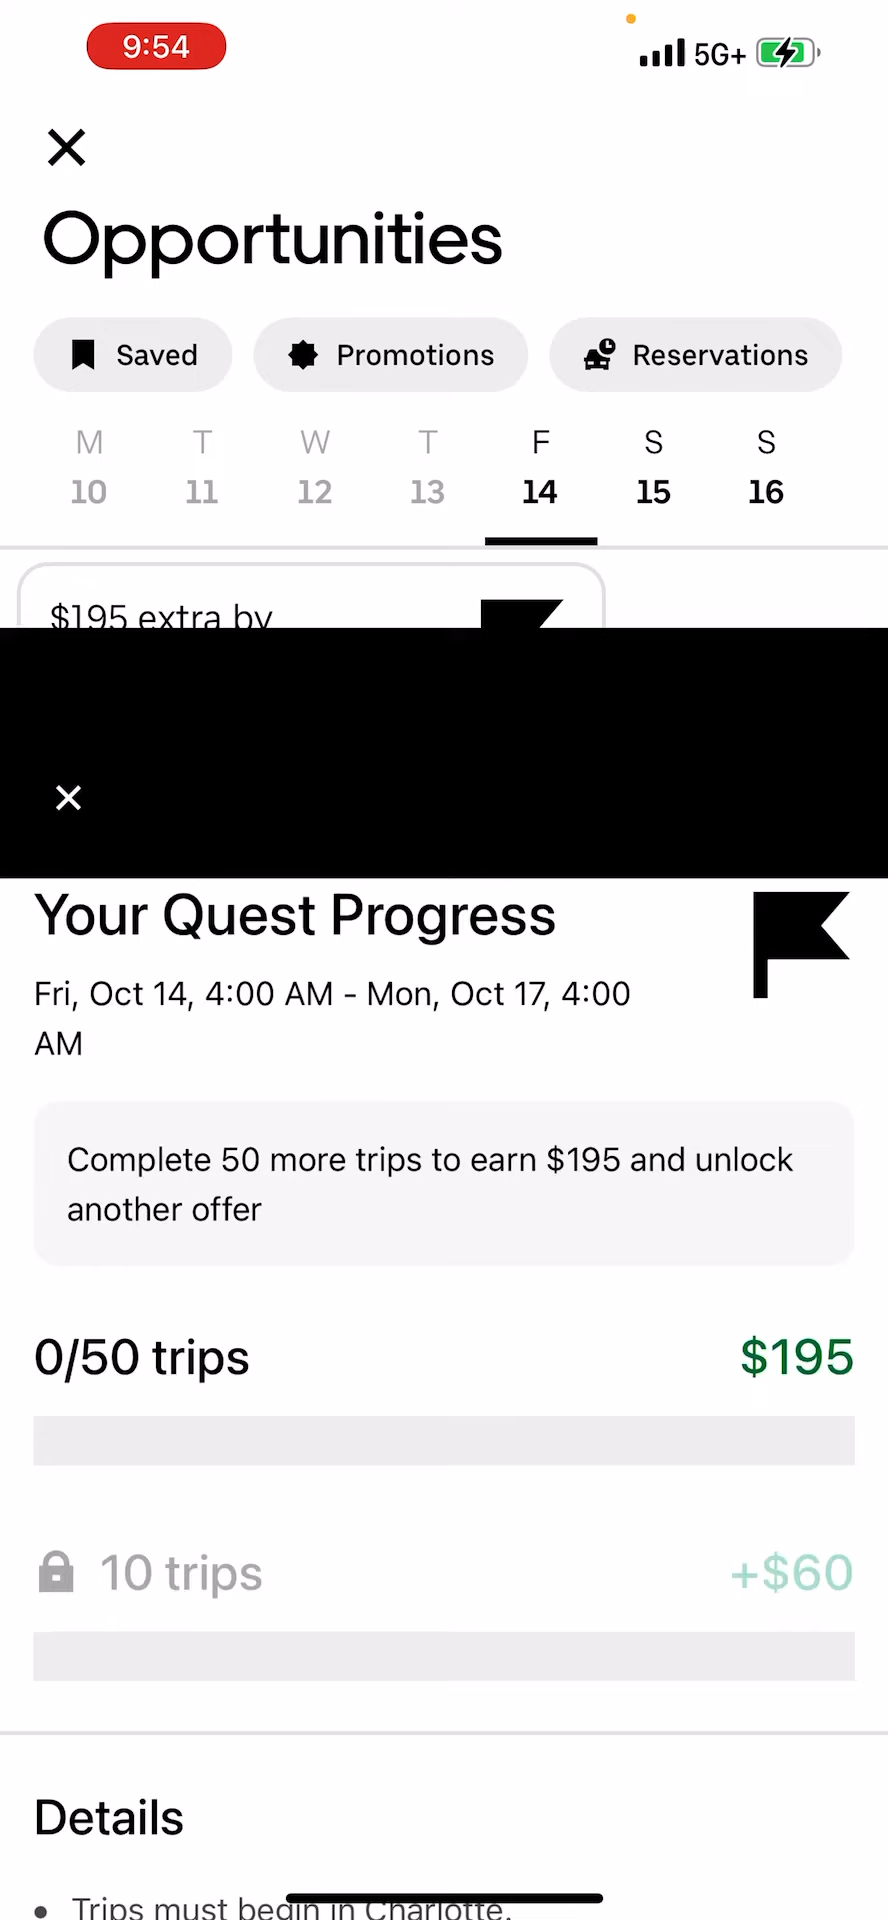 9:54
5G+
Opportunities
Saved
Promotions
Reservations
M T W T F S S
10 11 12 13 14 15 16
$195 extra by
Your Quest Progress
Fri, Oct 14, 4:00 AM - Mon, Oct 17, 4:00
AM
Complete 50 more trips to earn $195 and unlock
another offer
0/50 trips
$195
10 trips
+$60
Details
• Trips must begin in Charlotte.